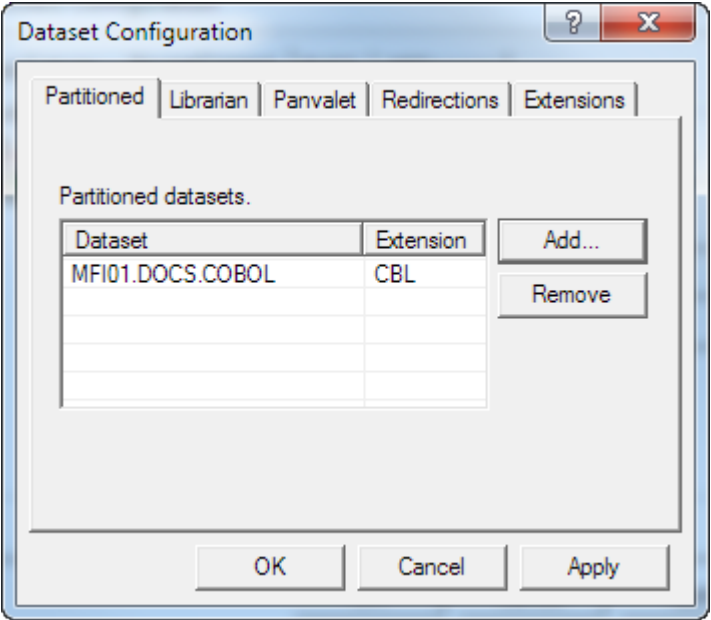 Dataset Configuration
?
Partitioned Librarian Panvalet Redirections Extensions
Partitioned datasets.
Dataset Extension Add...
MFI01.DOCS.COBOL CBL
Remove
OK Cancel Apply